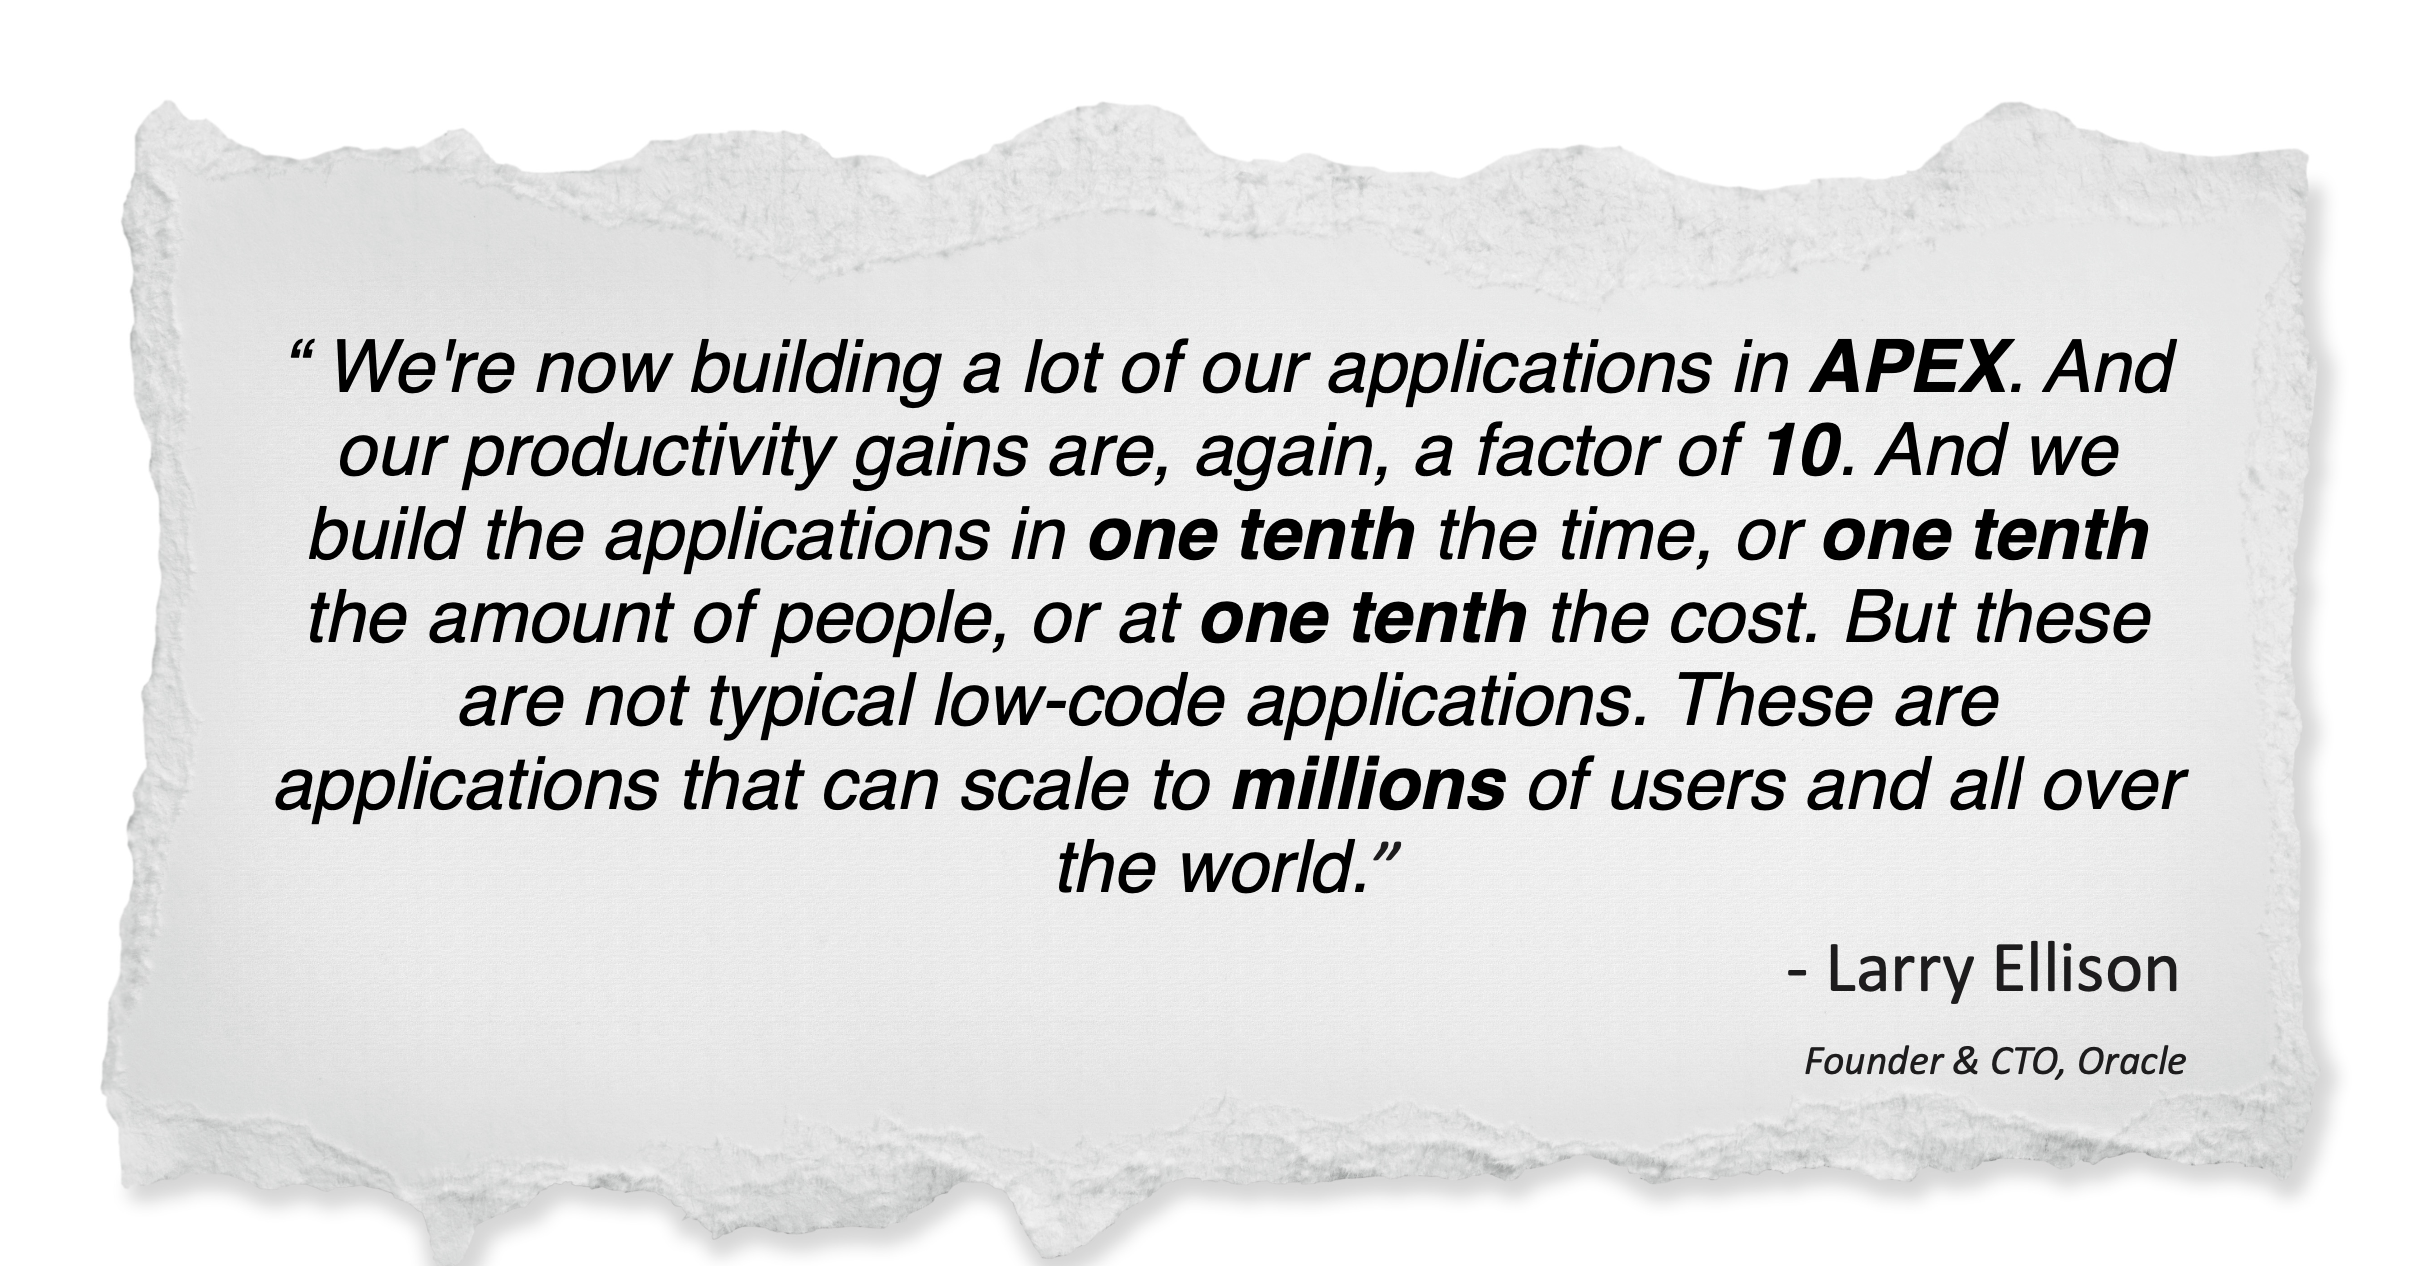 “ We're now building a lot of our applications in APEX. And
our productivity gains are, again, a factor of 10. And we
build the applications in one tenth the time, or one tenth
the amount of people, or at one tenth the cost. But these
are not typical low-code applications. These are
applications that can scale to millions of users and all over
the world.”
- Larry Ellison
Founder & CTO, Oracle